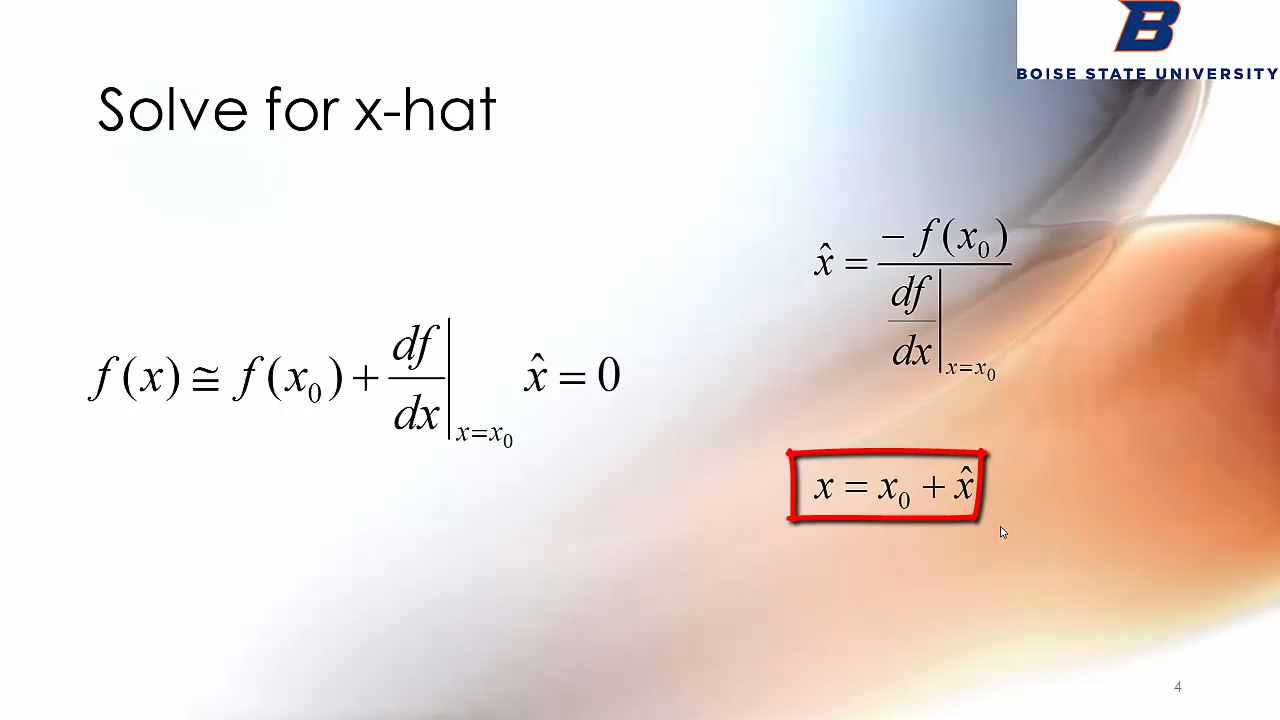 B
BOISE STATE UNIVERSITY
Solve for x-hat
f(x) ≅ f(x₀) + df/dx|ₓ₌ₓ₀ x̂ = 0
x̂ = −f(x₀) / df/dx|ₓ₌ₓ₀
x = x₀ + x̂
4